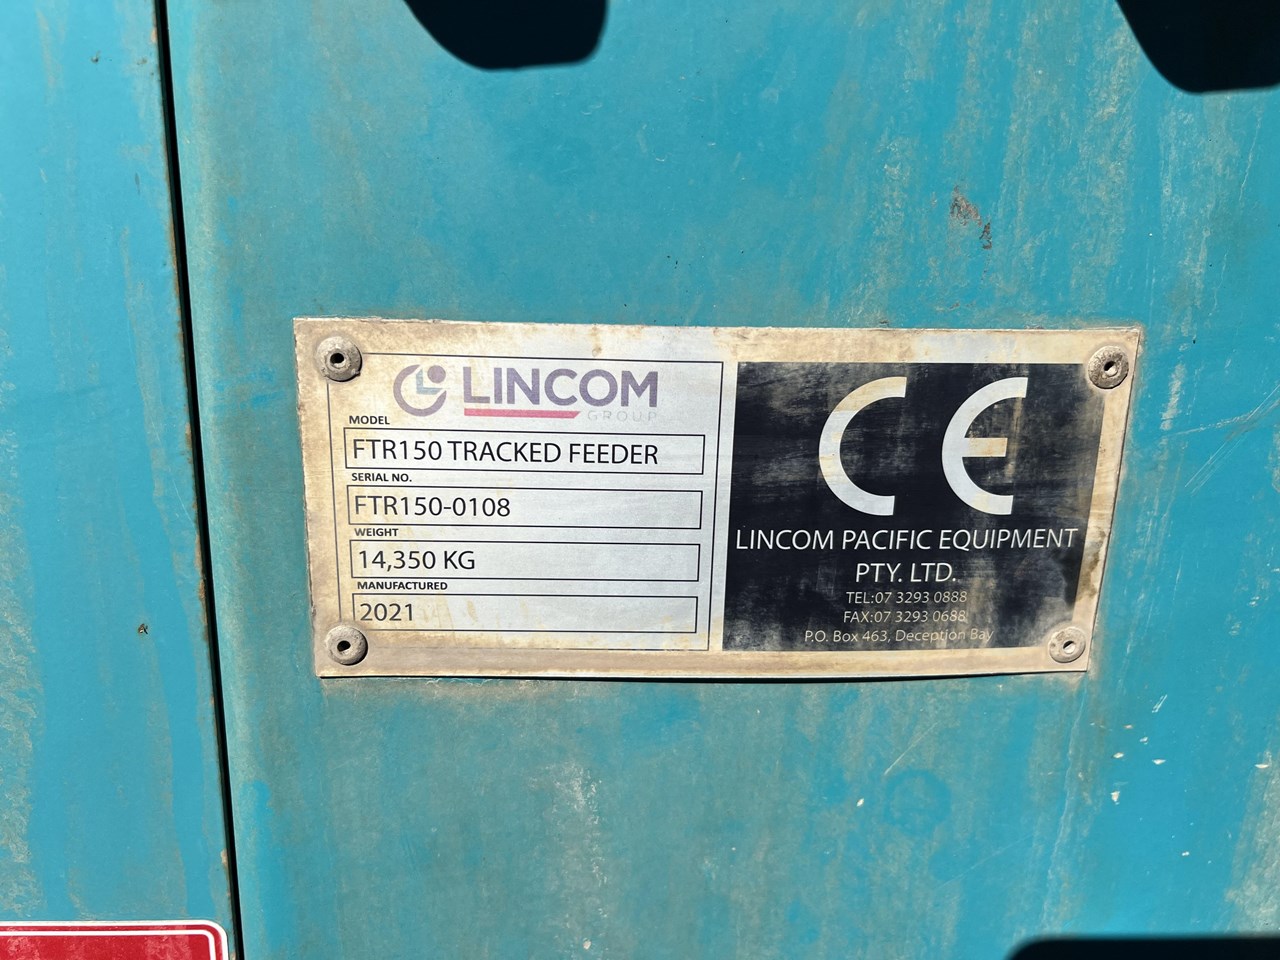 LINCOM
GROUP
MODEL
FTR150 TRACKED FEEDER
SERIAL NO.
FTR150-0108
WEIGHT
14,350 KG
MANUFACTURED
2021
CE
LINCOM PACIFIC EQUIPMENT
PTY. LTD.
TEL:07 3293 0888
FAX:07 3293 0688
P.O. Box 463, Deception Bay